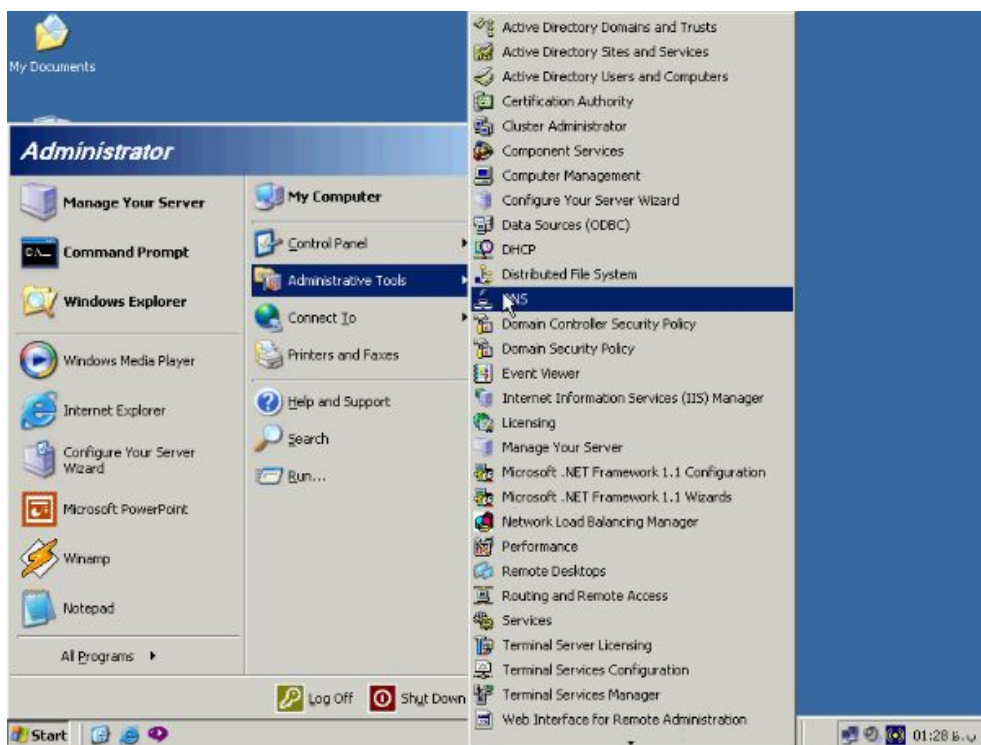 My Documents
Administrator
Manage Your Server
Command Prompt
Windows Explorer
Windows Media Player
Internet Explorer
Configure Your Server
Wizard
Microsoft PowerPoint
Winamp
Notepad
All Programs
My Computer
Control Panel
Administrative Tools
Connect To
Printers and Faxes
Help and Support
Search
Run...
Log Off
Shut Down
Active Directory Domains and Trusts
Active Directory Sites and Services
Active Directory Users and Computers
Certification Authority
Cluster Administrator
Component Services
Computer Management
Configure Your Server Wizard
Data Sources (ODBC)
DHCP
Distributed File System
DNS
Domain Controller Security Policy
Domain Security Policy
Event Viewer
Internet Information Services (IIS) Manager
Licensing
Manage Your Server
Microsoft .NET Framework 1.1 Configuration
Microsoft .NET Framework 1.1 Wizards
Network Load Balancing Manager
Performance
Remote Desktops
Routing and Remote Access
Services
Terminal Server Licensing
Terminal Services Configuration
Terminal Services Manager
Web Interface for Remote Administration
Start
01:28 ب.ظ